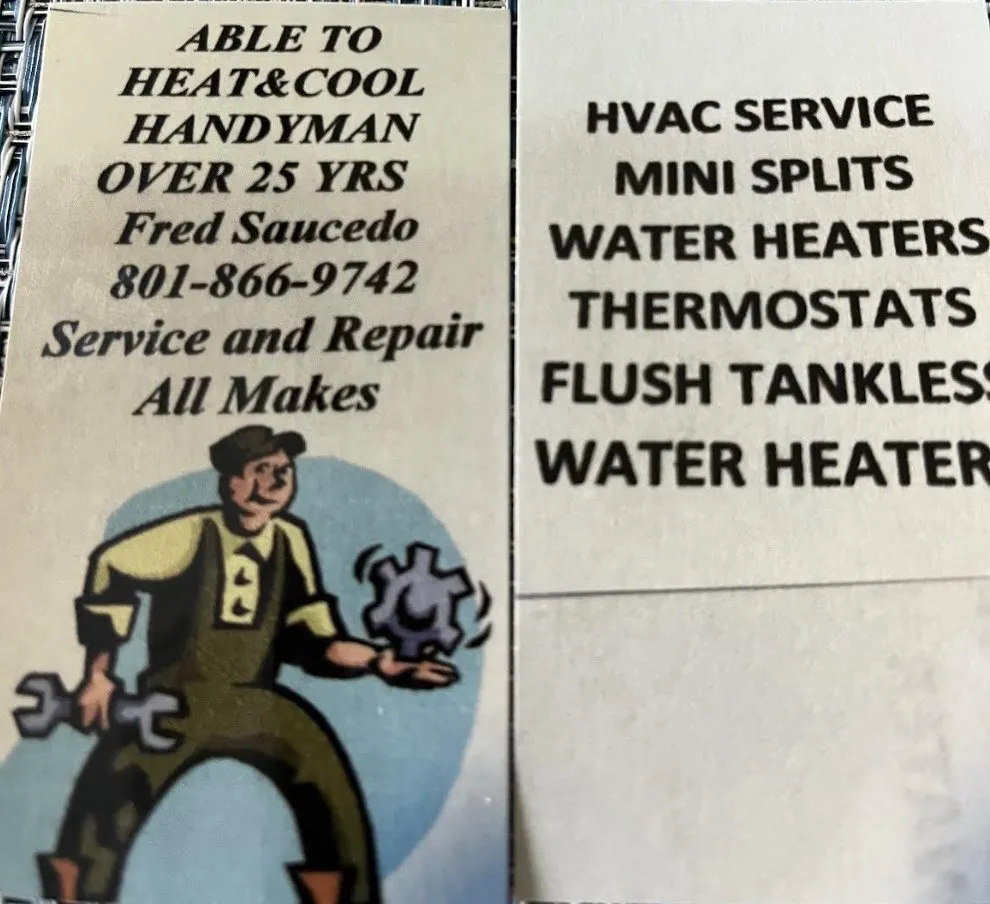 ABLE TO
HEAT&COOL
HANDYMAN
OVER 25 YRS
Fred Saucedo
801-866-9742
Service and Repair
All Makes
HVAC SERVICE
MINI SPLITS
WATER HEATERS
THERMOSTATS
FLUSH TANKLESS
WATER HEATER